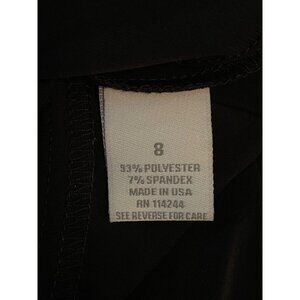 8
93% POLYESTER
7% SPANDEX
MADE IN USA
RN 114244
SEE REVERSE FOR CARE